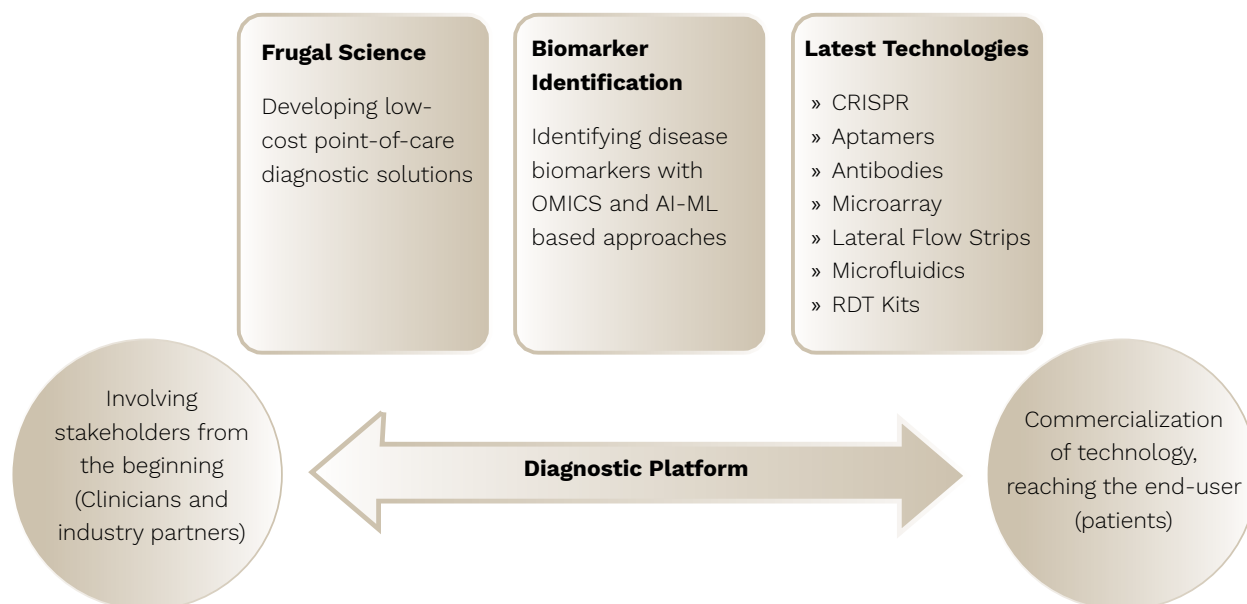 Frugal Science
Developing low-
cost point-of-care
diagnostic solutions
Biomarker
Identification
Identifying disease
biomarkers with
OMICS and AI-ML
based approaches
Latest Technologies
» CRISPR
» Aptamers
» Antibodies
» Microarray
» Lateral Flow Strips
» Microfluidics
» RDT Kits
Involving
stakeholders from
the beginning
(Clinicians and
industry partners)
Diagnostic Platform
Commercialization
of technology,
reaching the end-user
(patients)